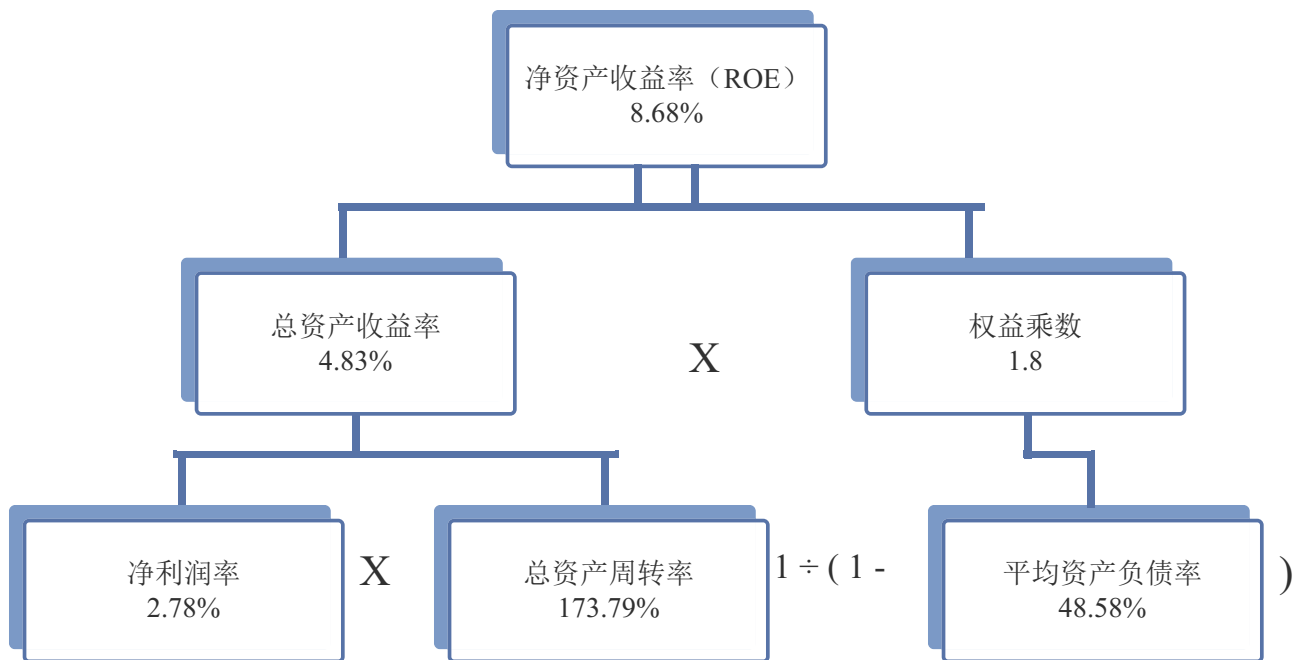 净资产收益率（ROE）
8.68%
总资产收益率
4.83%
X
权益乘数
1.8
净利润率
2.78%
X
总资产周转率
173.79%
1 ÷ ( 1 -
平均资产负债率
48.58%
)